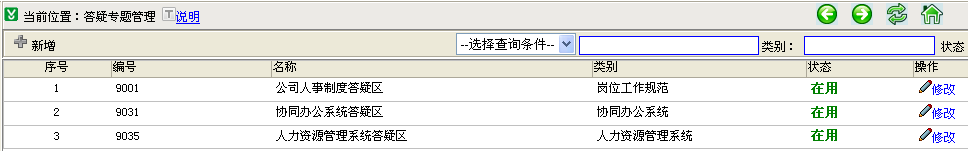 当前位置：答疑专题管理 T说明
新增 --选择查询条件-- 类别： 状态
序号 编号 名称 类别 状态 操作
1 9001 公司人事制度答疑区 岗位工作规范 在用 修改
2 9031 协同办公系统答疑区 协同办公系统 在用 修改
3 9035 人力资源管理系统答疑区 人力资源管理系统 在用 修改